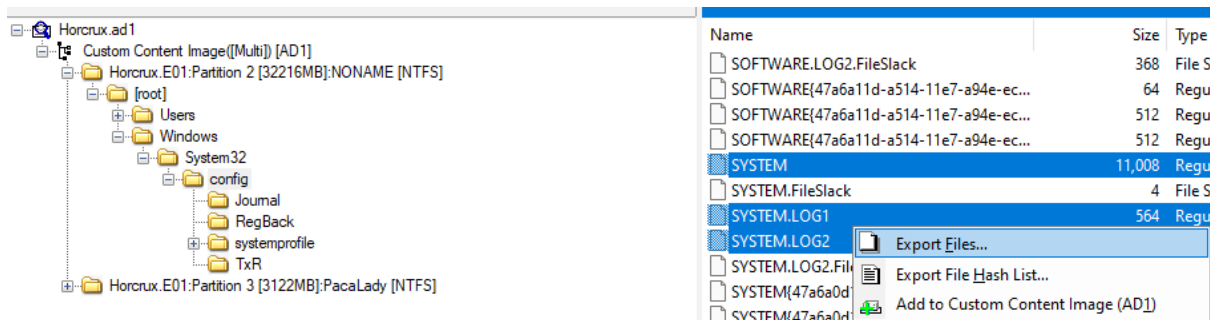 Horcrux.ad1
Custom Content Image([Multi]) [AD1]
Horcrux.E01:Partition 2 [32216MB]:NONAME [NTFS]
[root]
Users
Windows
System32
config
Journal
RegBack
systemprofile
TxR
Horcrux.E01:Partition 3 [3122MB]:PacaLady [NTFS]
Name Size Type
SOFTWARE.LOG2.FileSlack 368 File S
SOFTWARE{47a6a11d-a514-11e7-a94e-ec... 64 Regu
SOFTWARE{47a6a11d-a514-11e7-a94e-ec... 512 Regu
SOFTWARE{47a6a11d-a514-11e7-a94e-ec... 512 Regu
SYSTEM 11,008 Regu
SYSTEM.FileSlack 4 File S
SYSTEM.LOG1 564 Regu
SYSTEM.LOG2
SYSTEM.LOG2.File
SYSTEM{47a6a0d
SYSTEM{47a6a0d
Export Files...
Export File Hash List...
Add to Custom Content Image (AD1)